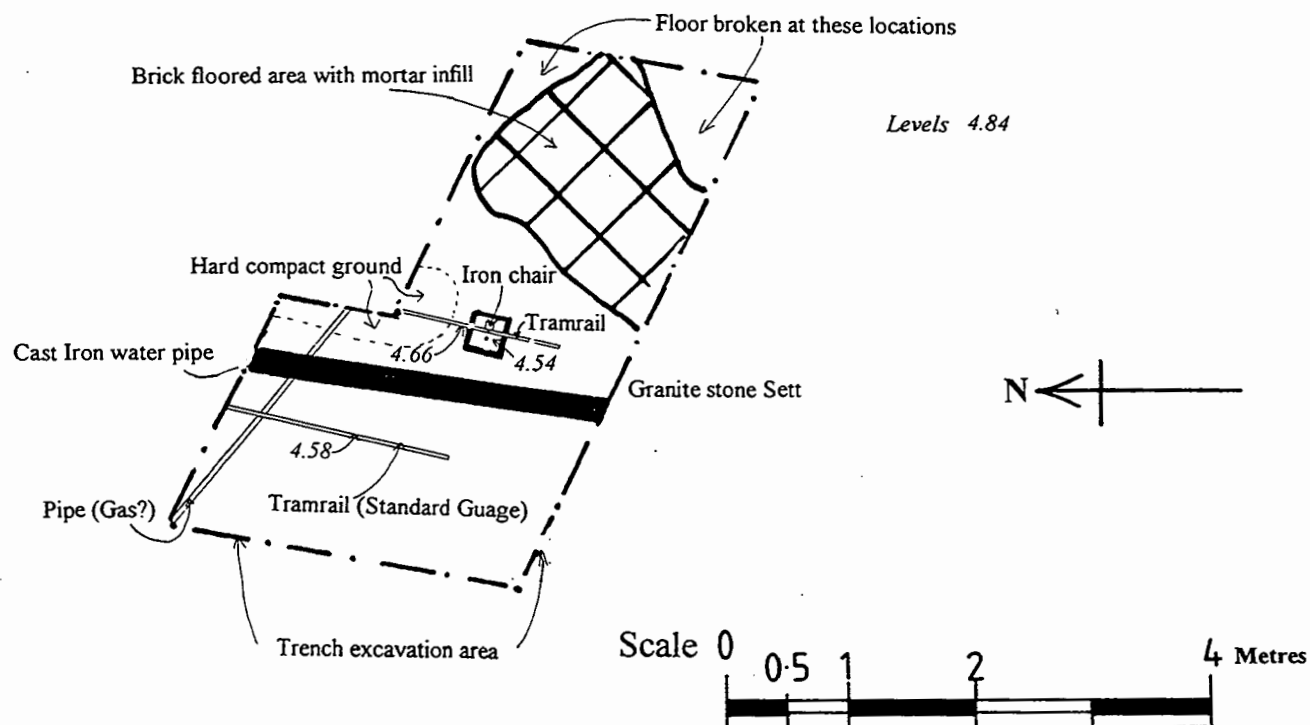 Floor broken at these locations
Brick floored area with mortar infill
Levels 4.84
Hard compact ground
Iron chair
Tramrail
4.66
4.54
Cast Iron water pipe
Granite stone Sett
N
4.58
Pipe (Gas?)
Tramrail (Standard Guage)
Trench excavation area
Scale 0 0·5 1 2 4 Metres